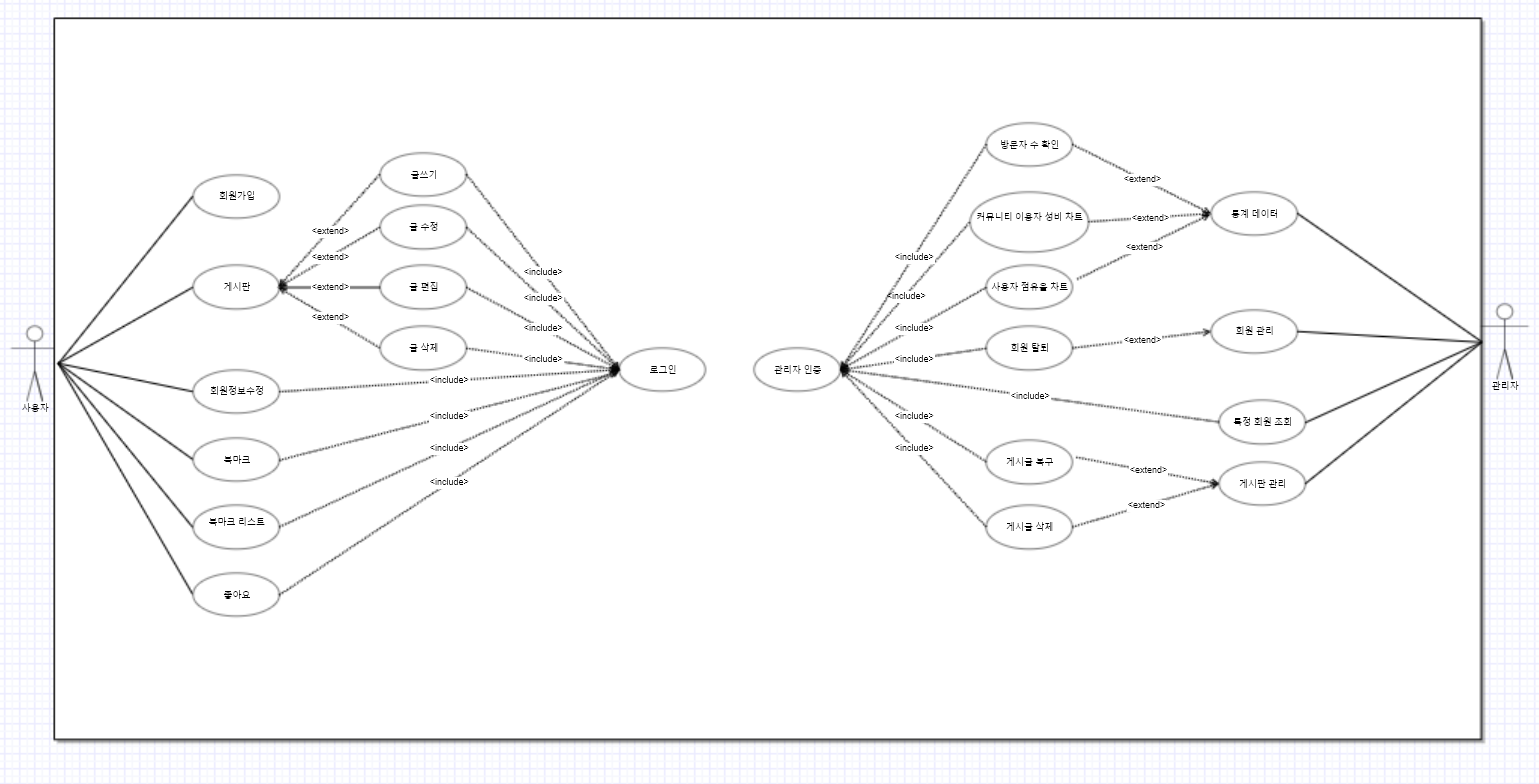 방문자 수 확인
글쓰기
<extend>
회원가입
통계 데이터
커뮤니티 이용자 성비 차트
<extend>
글 수정
<extend>
<extend>
<extend>
<include>
<include>
게시판
<extend>
글 편집
사용자 점유율 차트
<include>
<include>
<extend>
<include>
<include>
회원 관리
<extend>
글 삭제
회원 탈퇴
<include>
<include>
로그인
관리자 인증
<include>
관리자
회원정보수정
<include>
사용자
<include>
<include>
특정 회원 조회
<include>
<include>
<include>
북마크
게시글 복구
<extend>
<include>
게시판 관리
<extend>
북마크 리스트
게시글 삭제
좋아요